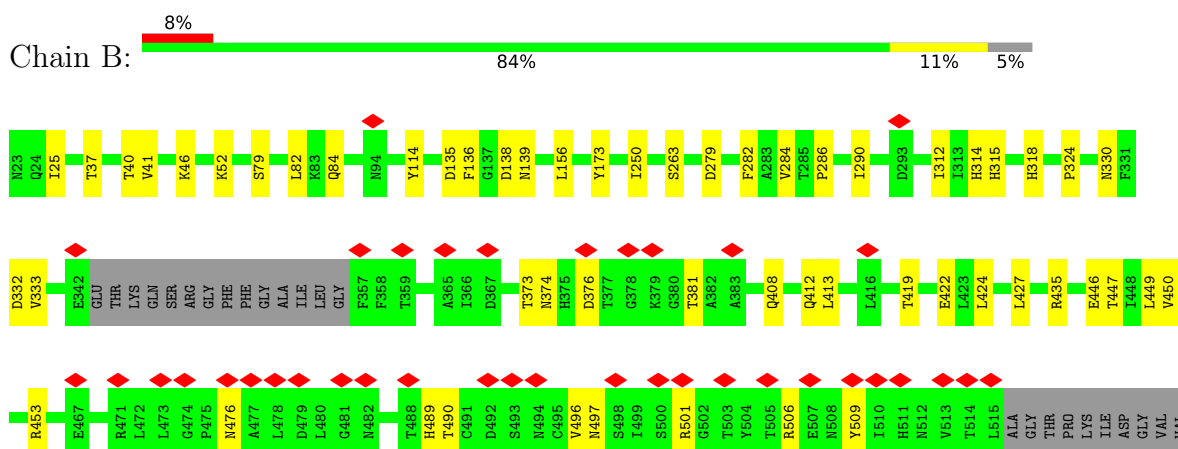 8%
Chain B:
84% 11% 5%
N23 Q24 I25 T37 T40 V41 K46 K52 S79 L82 K83 Q84 N94 Y114 D135 F136 G137 D138 N139 L156 Y173 I250 S263 D279 F282 A283 V284 T285 P286 I290 D293 I312 I313 H314 H315 H318 P324 N330 F331
D332 V333 E342 GLU THR LYS GLN SER ARG GLY PHE PHE GLY ALA ILE LEU GLY F357 F358 T359 A365 I366 D367 T373 N374 H375 D376 T377 G378 K379 G380 T381 A382 A383 Q408 Q412 L413 L416 T419 E422 L423 L424 L427 R435 E446 T447 I448 L449 V450
R453 E467 R471 L472 L473 G474 P475 N476 A477 L478 D479 L480 G481 N482 T488 H489 T490 C491 D492 S493 N494 C495 V496 N497 S498 I499 S500 R501 G502 T503 Y504 T505 R506 E507 N508 Y509 I510 H511 N512 V513 T514 L515 ALA GLY THR PRO LYS ILE ASP GLY VAL